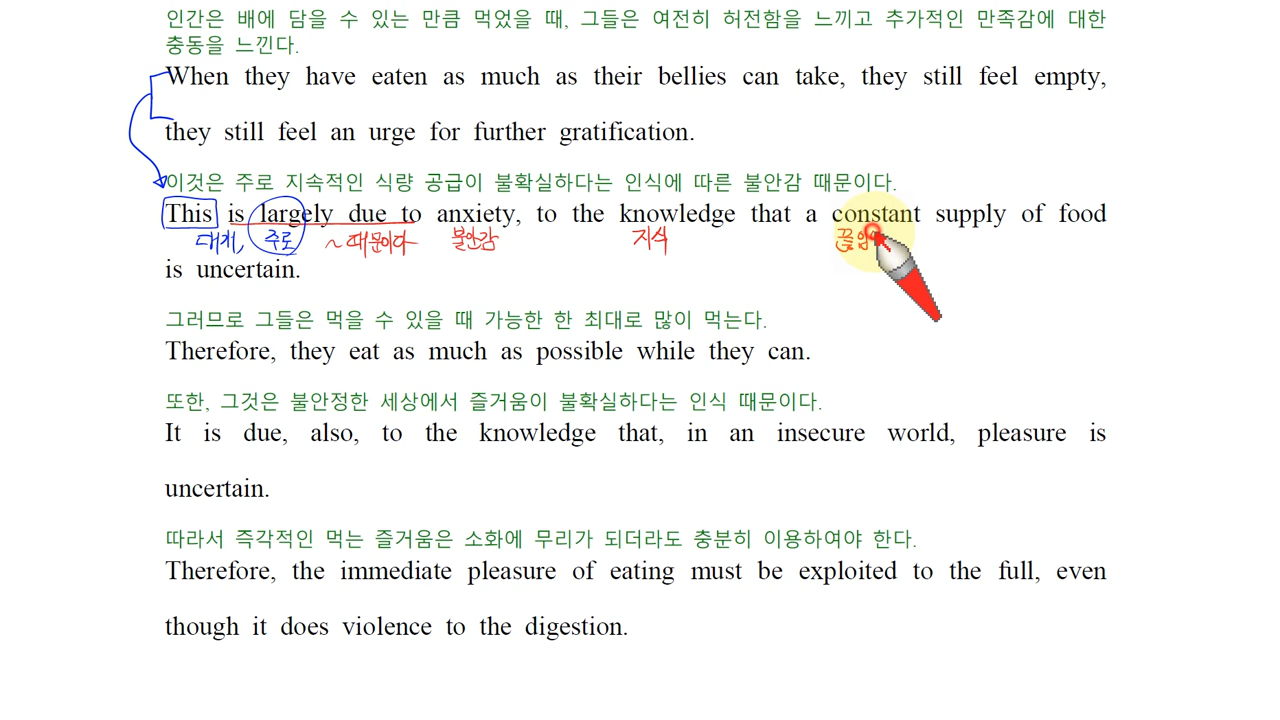 인간은 배에 담을 수 있는 만큼 먹었을 때, 그들은 여전히 허전함을 느끼고 추가적인 만족감에 대한
충동을 느낀다.
When they have eaten as much as their bellies can take, they still feel empty,
they still feel an urge for further gratification.
이것은 주로 지속적인 식량 공급이 불확실하다는 인식에 따른 불안감 때문이다.
This is largely due to anxiety, to the knowledge that a constant supply of food
대개, 주로 ~때문이다 불안감 지식
is uncertain.
그러므로 그들은 먹을 수 있을 때 가능한 한 최대로 많이 먹는다.
Therefore, they eat as much as possible while they can.
또한, 그것은 불안정한 세상에서 즐거움이 불확실하다는 인식 때문이다.
It is due, also, to the knowledge that, in an insecure world, pleasure is
uncertain.
따라서 즉각적인 먹는 즐거움은 소화에 무리가 되더라도 충분히 이용하여야 한다.
Therefore, the immediate pleasure of eating must be exploited to the full, even
though it does violence to the digestion.